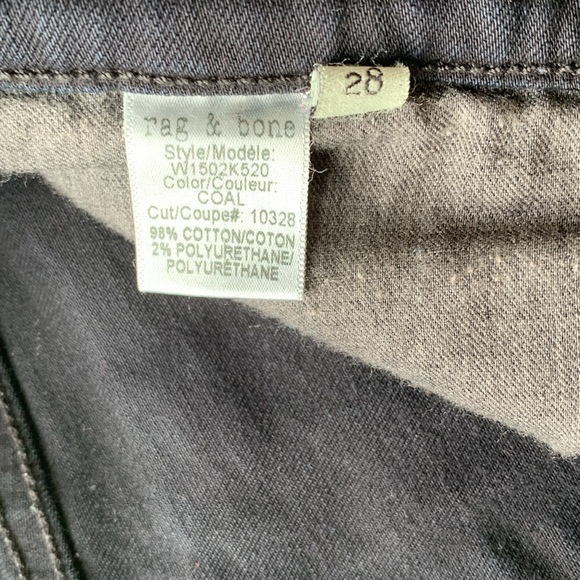 28
rag & bone
Style/Modèle:
W1502K520
Color/Couleur:
COAL
Cut/Coupe#: 10328
98% COTTON/COTON
2% POLYURETHANE/
POLYURÉTHANE